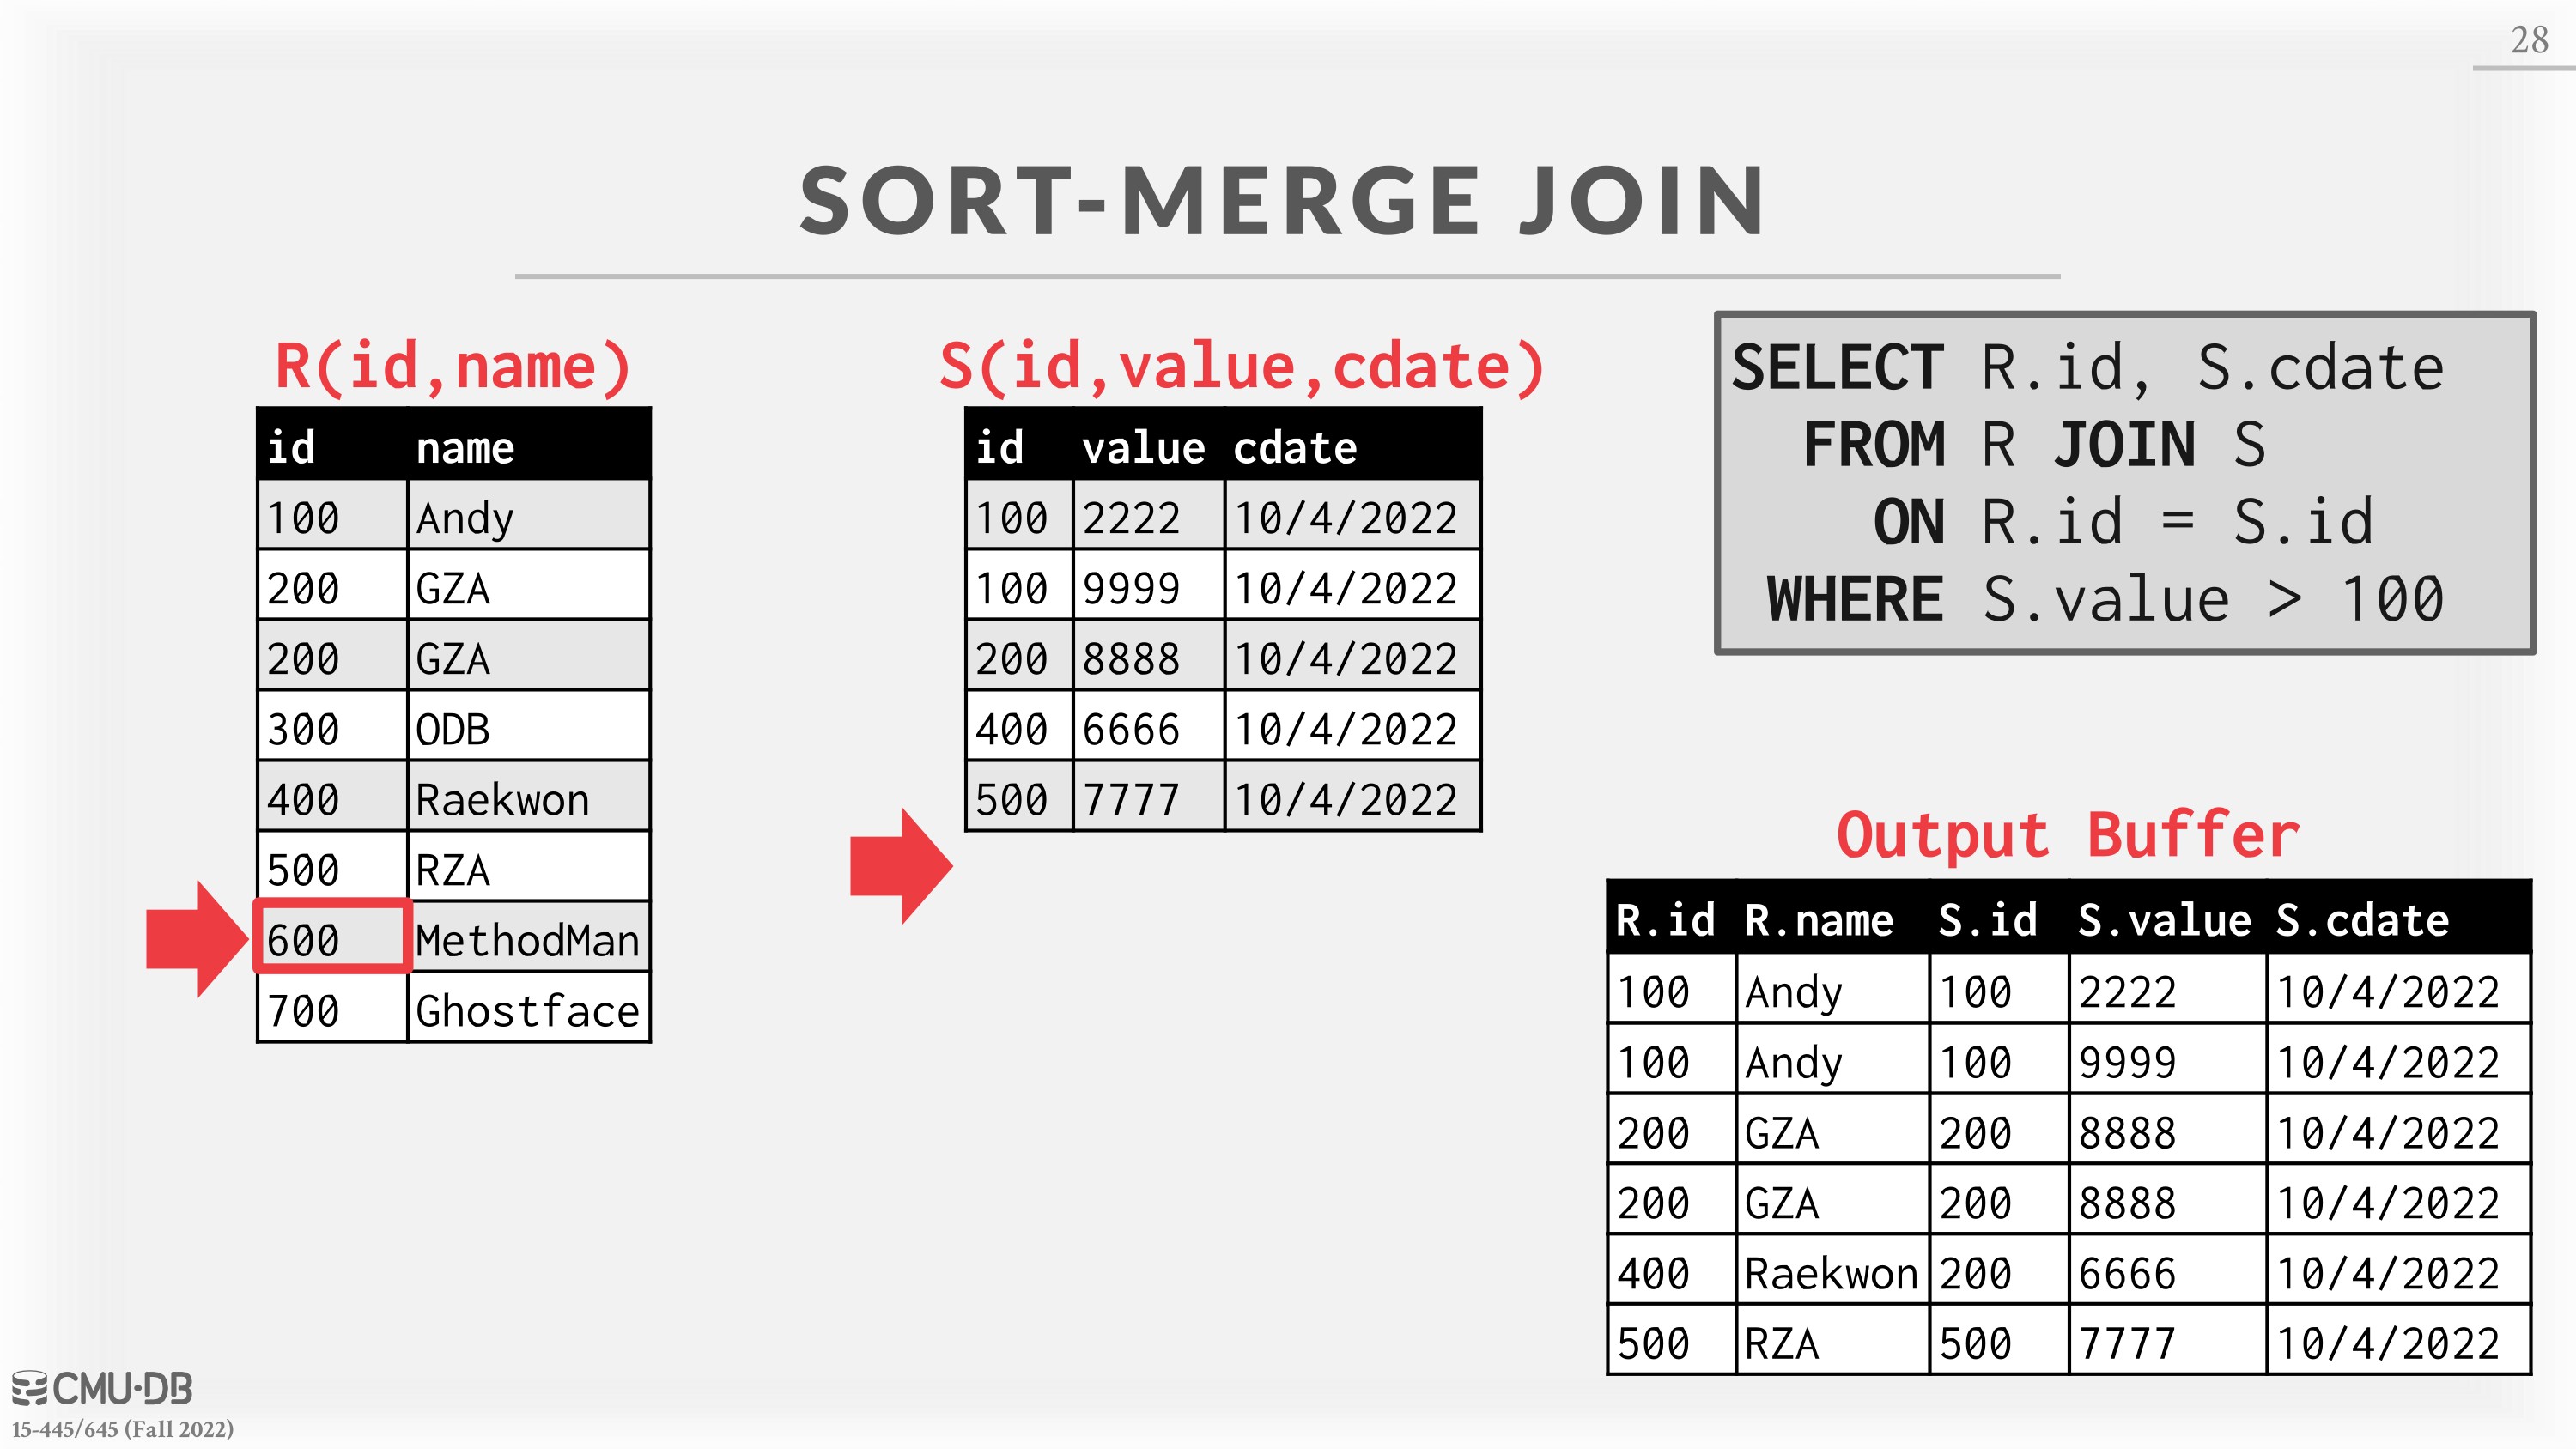 28
SORT-MERGE JOIN
R(id,name)
id name
100 Andy
200 GZA
200 GZA
300 ODB
400 Raekwon
500 RZA
600 MethodMan
700 Ghostface
S(id,value,cdate)
id value cdate
100 2222 10/4/2022
100 9999 10/4/2022
200 8888 10/4/2022
400 6666 10/4/2022
500 7777 10/4/2022
SELECT R.id, S.cdate
FROM R JOIN S
ON R.id = S.id
WHERE S.value > 100
Output Buffer
R.id R.name S.id S.value S.cdate
100 Andy 100 2222 10/4/2022
100 Andy 100 9999 10/4/2022
200 GZA 200 8888 10/4/2022
200 GZA 200 8888 10/4/2022
400 Raekwon 200 6666 10/4/2022
500 RZA 500 7777 10/4/2022
CMU·DB
15-445/645 (Fall 2022)